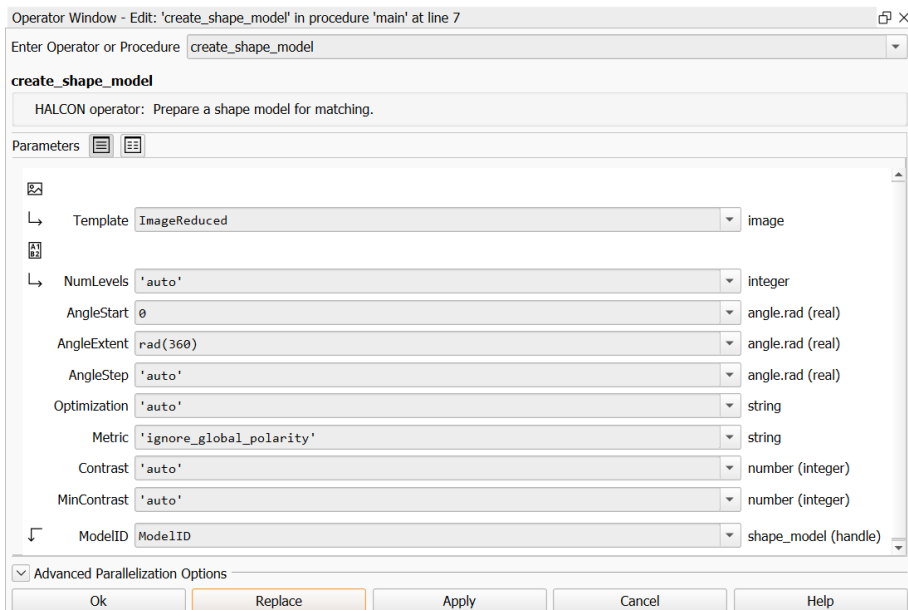 Operator Window - Edit: 'create_shape_model' in procedure 'main' at line 7
Enter Operator or Procedure create_shape_model
create_shape_model
HALCON operator: Prepare a shape model for matching.
Parameters
Template ImageReduced image
A1
B2
NumLevels 'auto' integer
AngleStart 0 angle.rad (real)
AngleExtent rad(360) angle.rad (real)
AngleStep 'auto' angle.rad (real)
Optimization 'auto' string
Metric 'ignore_global_polarity' string
Contrast 'auto' number (integer)
MinContrast 'auto' number (integer)
ModelID ModelID shape_model (handle)
Advanced Parallelization Options
Ok Replace Apply Cancel Help